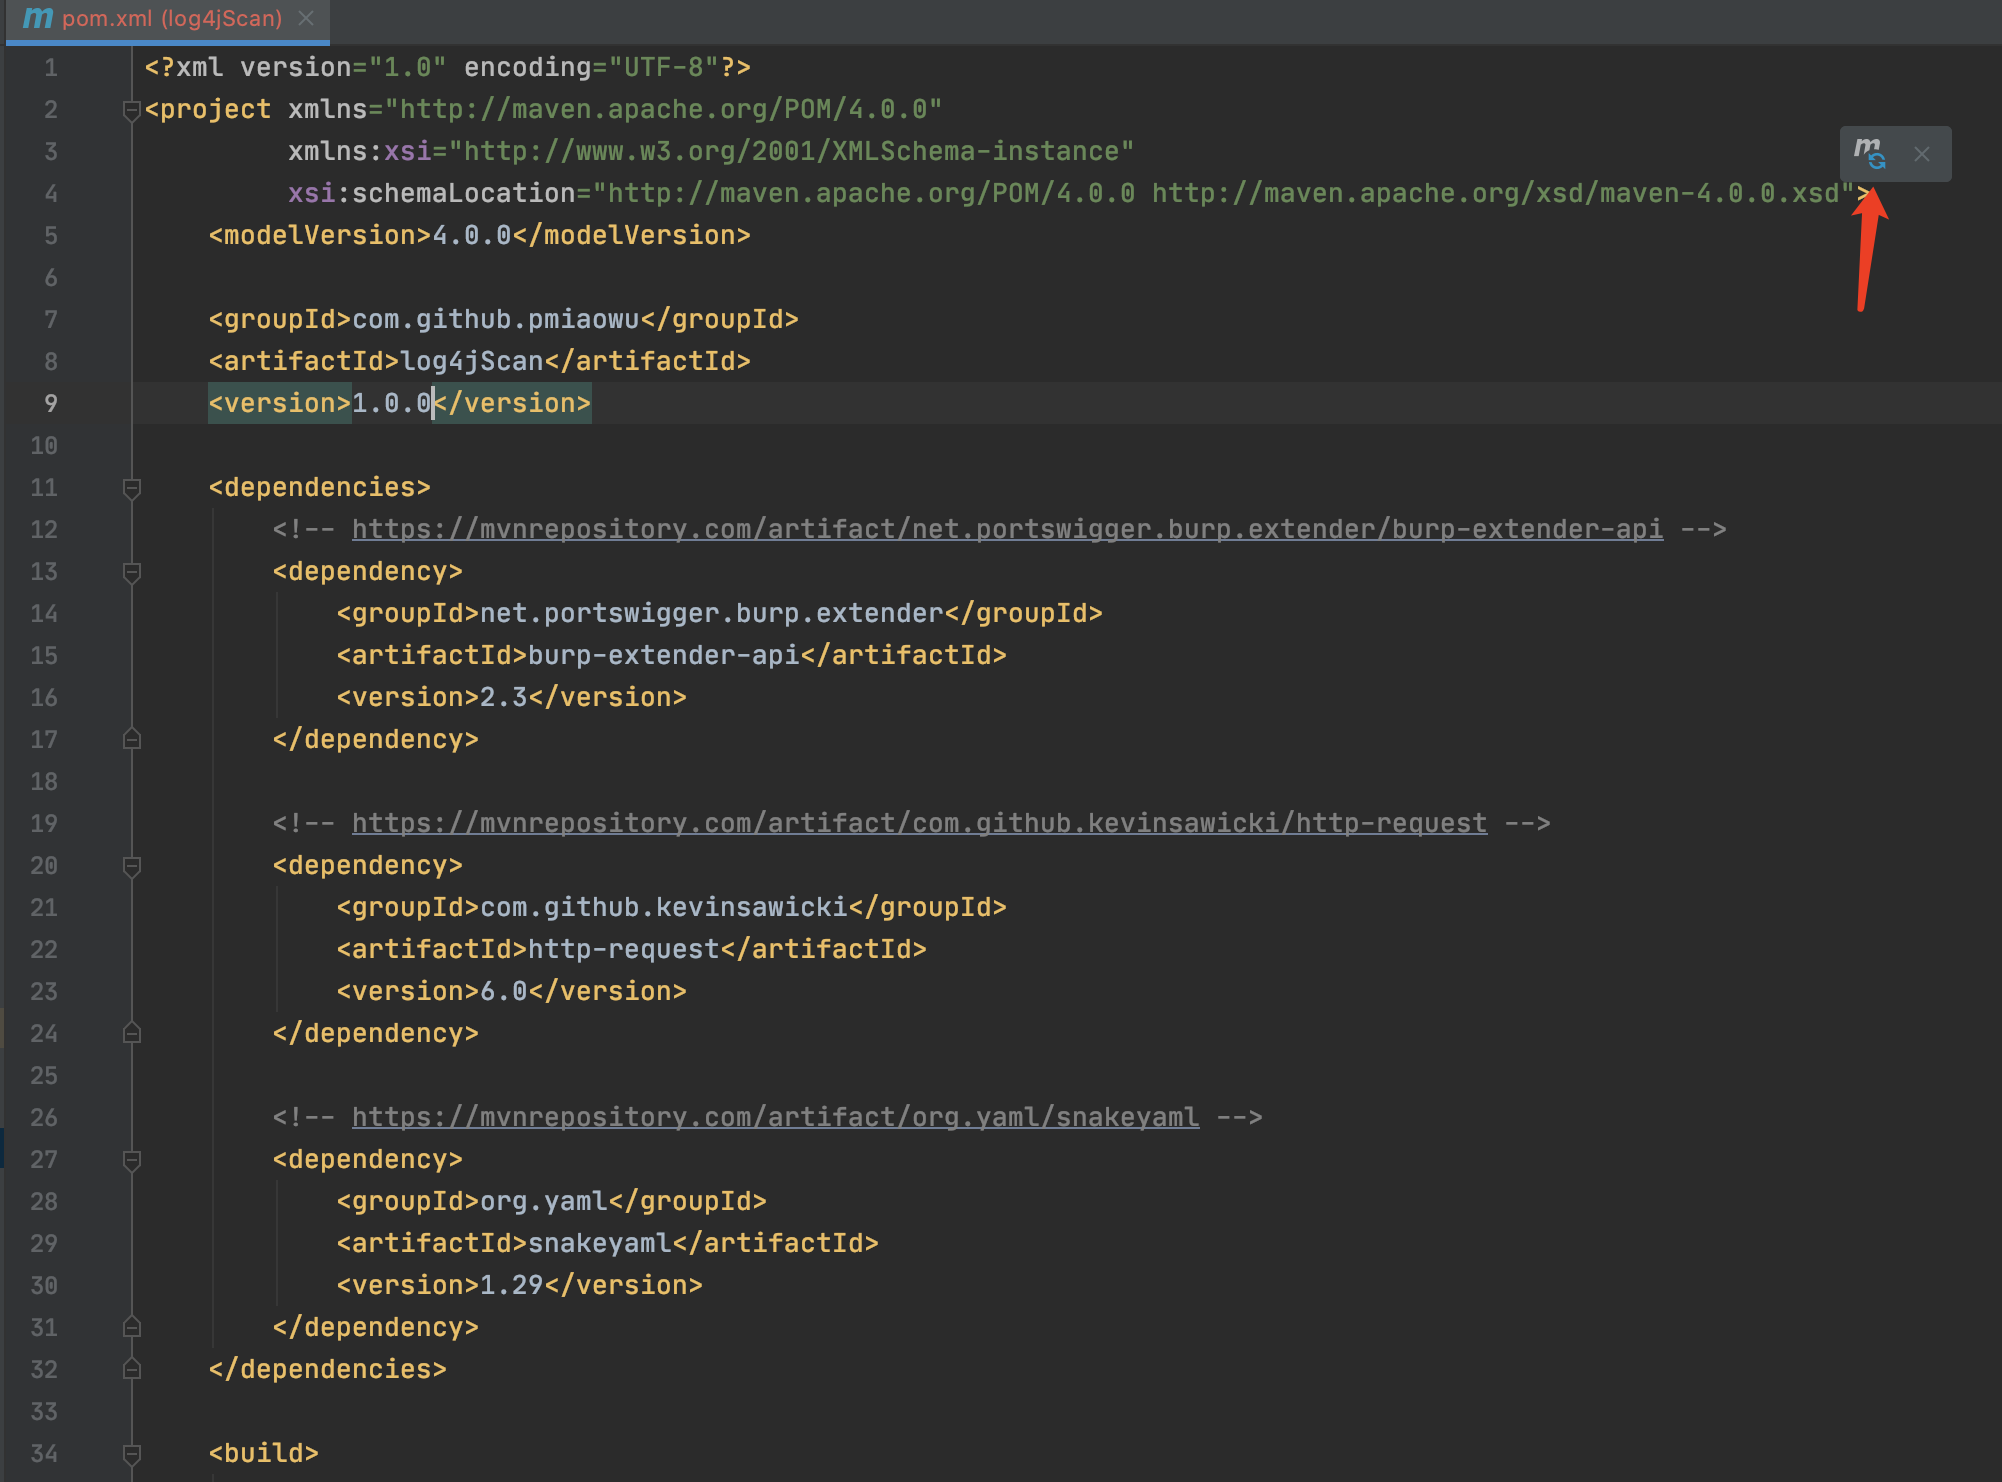 m pom.xml (log4jScan)
1 <?xml version="1.0" encoding="UTF-8"?>
2 <project xmlns="http://maven.apache.org/POM/4.0.0"
3 xmlns:xsi="http://www.w3.org/2001/XMLSchema-instance"
m
4 xsi:schemaLocation="http://maven.apache.org/POM/4.0.0 http://maven.apache.org/xsd/maven-4.0.0.xsd">
5 <modelVersion>4.0.0</modelVersion>
6
7 <groupId>com.github.pmiaowu</groupId>
8 <artifactId>log4jScan</artifactId>
9 <version>1.0.0</version>
10
11 <dependencies>
12 <!-- https://mvnrepository.com/artifact/net.portswigger.burp.extender/burp-extender-api -->
13 <dependency>
14 <groupId>net.portswigger.burp.extender</groupId>
15 <artifactId>burp-extender-api</artifactId>
16 <version>2.3</version>
17 </dependency>
18
19 <!-- https://mvnrepository.com/artifact/com.github.kevinsawicki/http-request -->
20 <dependency>
21 <groupId>com.github.kevinsawicki</groupId>
22 <artifactId>http-request</artifactId>
23 <version>6.0</version>
24 </dependency>
25
26 <!-- https://mvnrepository.com/artifact/org.yaml/snakeyaml -->
27 <dependency>
28 <groupId>org.yaml</groupId>
29 <artifactId>snakeyaml</artifactId>
30 <version>1.29</version>
31 </dependency>
32 </dependencies>
33
34 <build>